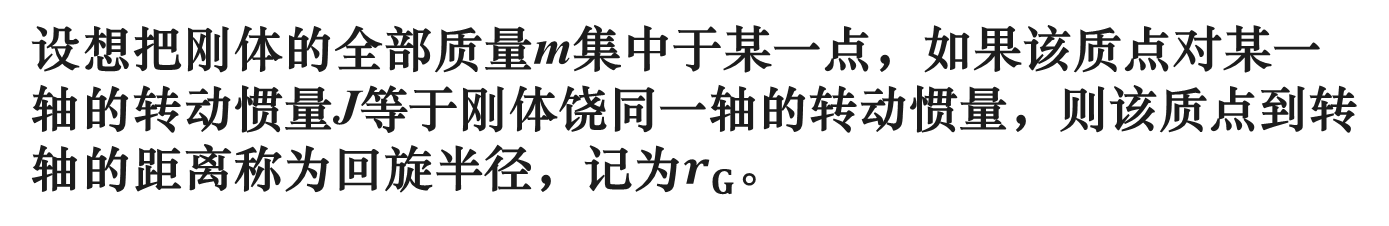 设想把刚体的全部质量m集中于某一点，如果该质点对某一
轴的转动惯量J等于刚体饶同一轴的转动惯量，则该质点到转
轴的距离称为回旋半径，记为r_G。